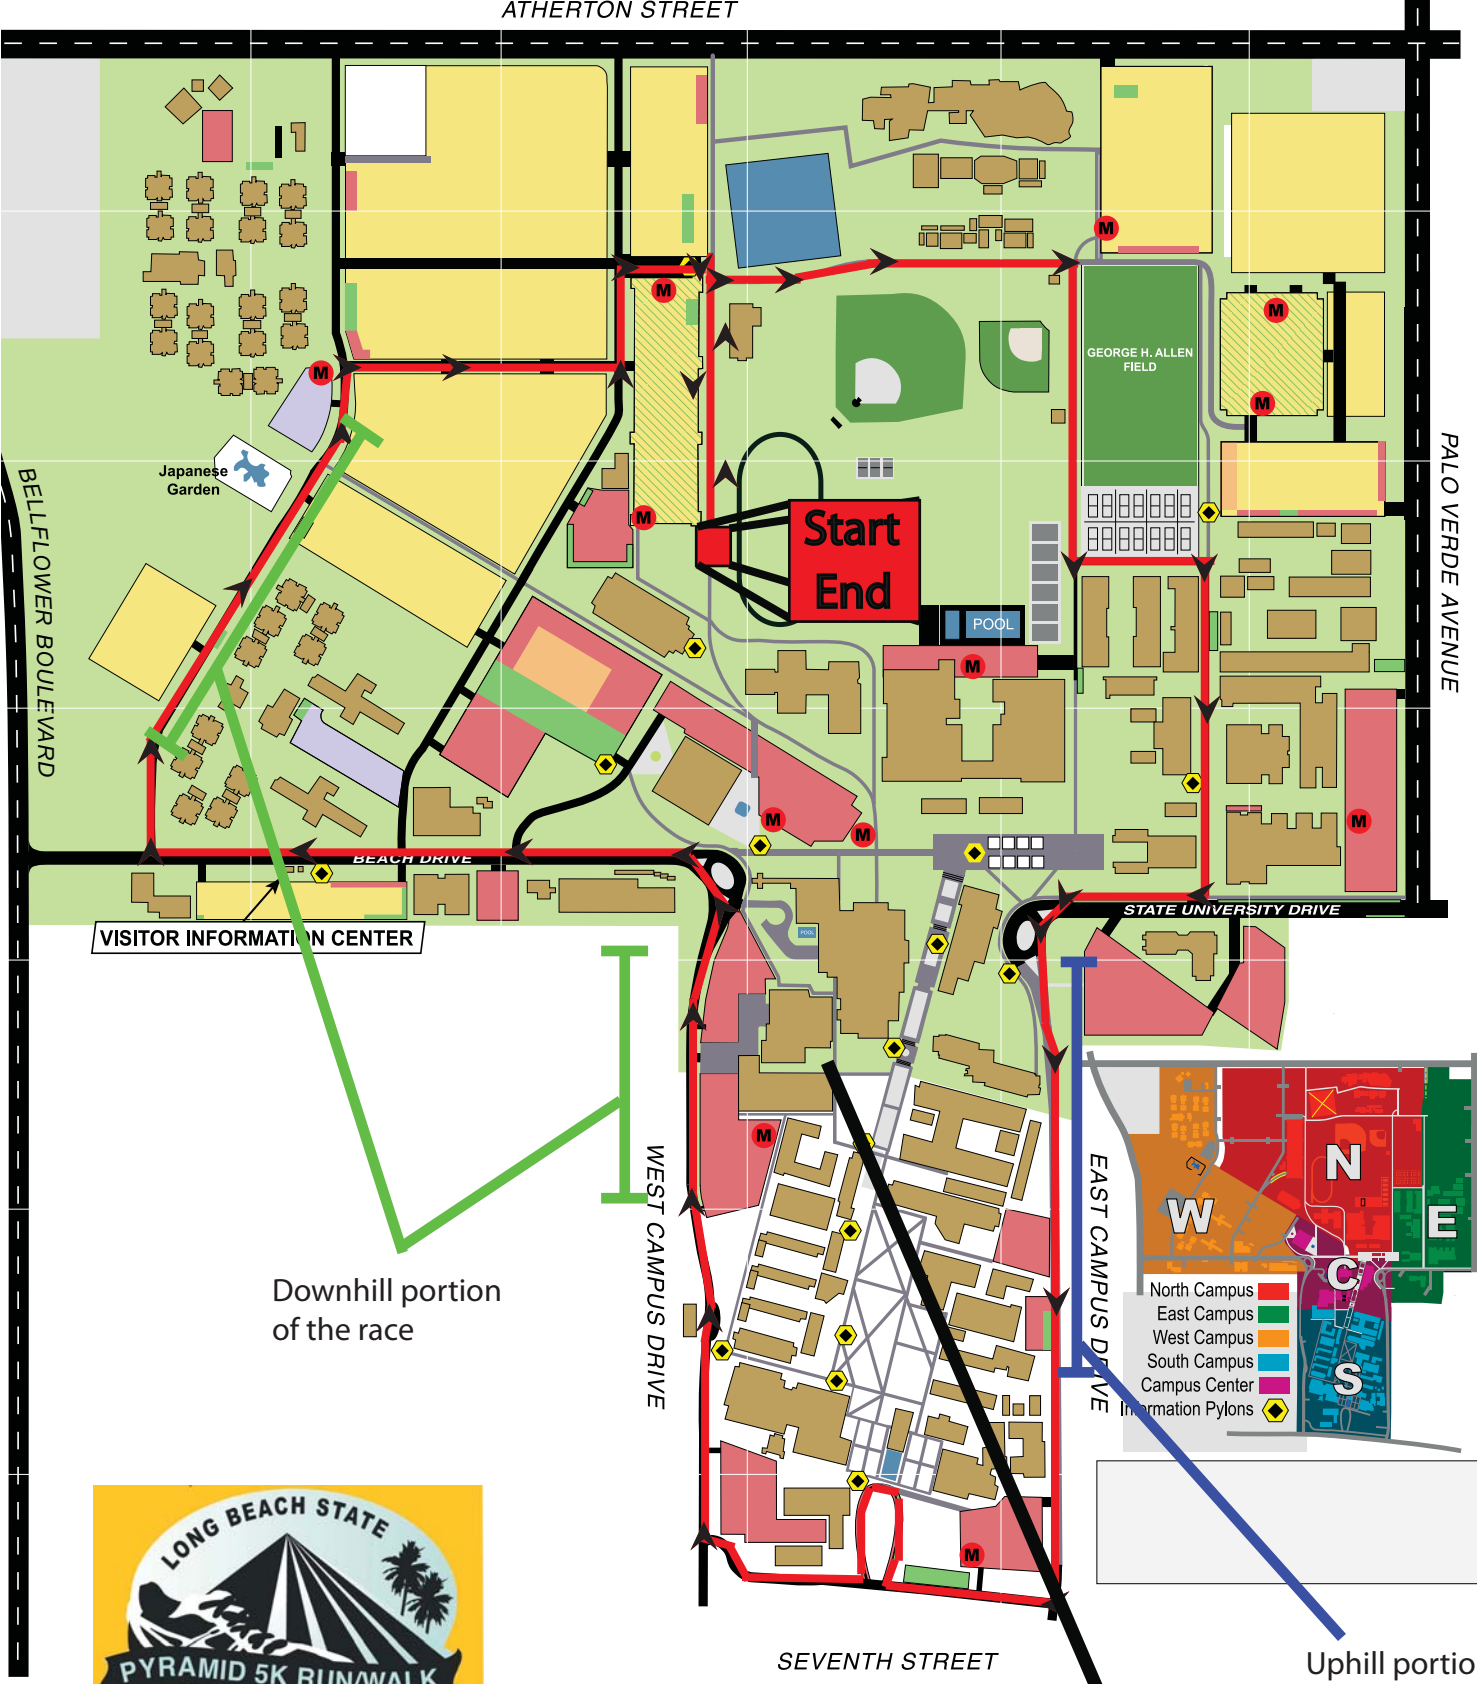 ATHERTON STREET
M
M
M
M
GEORGE H. ALLEN
FIELD
M
M
Japanese
Garden
BELLFLOWER BOULEVARD
PALO VERDE AVENUE
M
Start
End
POOL
M
M
M
M
BEACH DRIVE
VISITOR INFORMATION CENTER
STATE UNIVERSITY DRIVE
POOL
M
WEST CAMPUS DRIVE
EAST CAMPUS DRIVE
N
W
E
C
S
North Campus
East Campus
West Campus
South Campus
Campus Center
Information Pylons
Downhill portion
of the race
M
LONG BEACH STATE
PYRAMID 5K RUN/WALK
SEVENTH STREET
Uphill portio